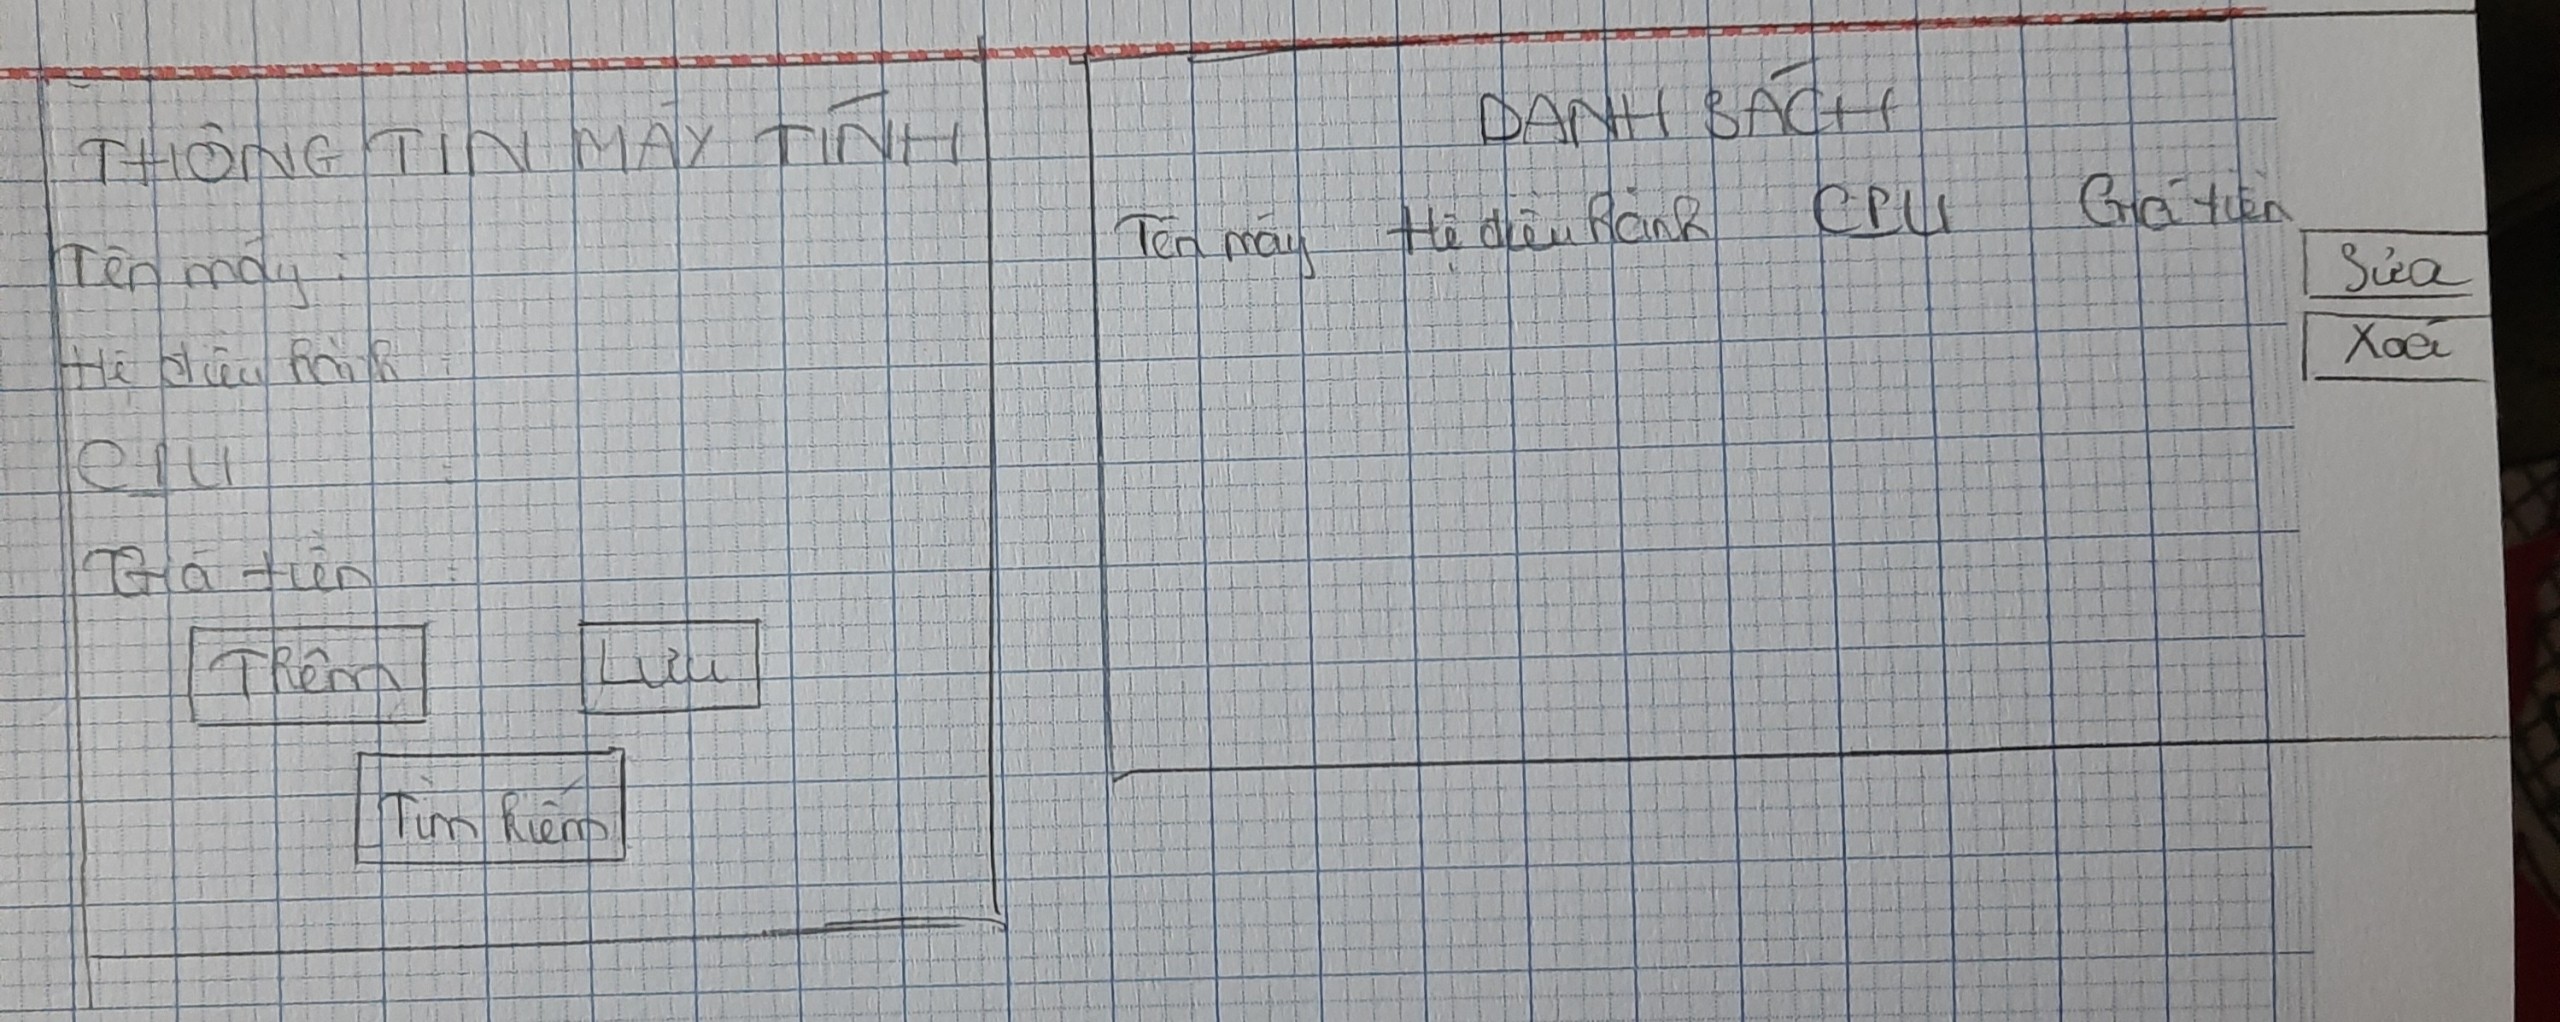 THÔNG TIN MÁY TÍNH
Tên máy :
Hệ điều hành :
CPU :
Giá tiền :
Thêm
Lưu
Tìm kiếm
DANH SÁCH
Tên máy Hệ điều hành CPU Giá tiền
Sửa
Xoá